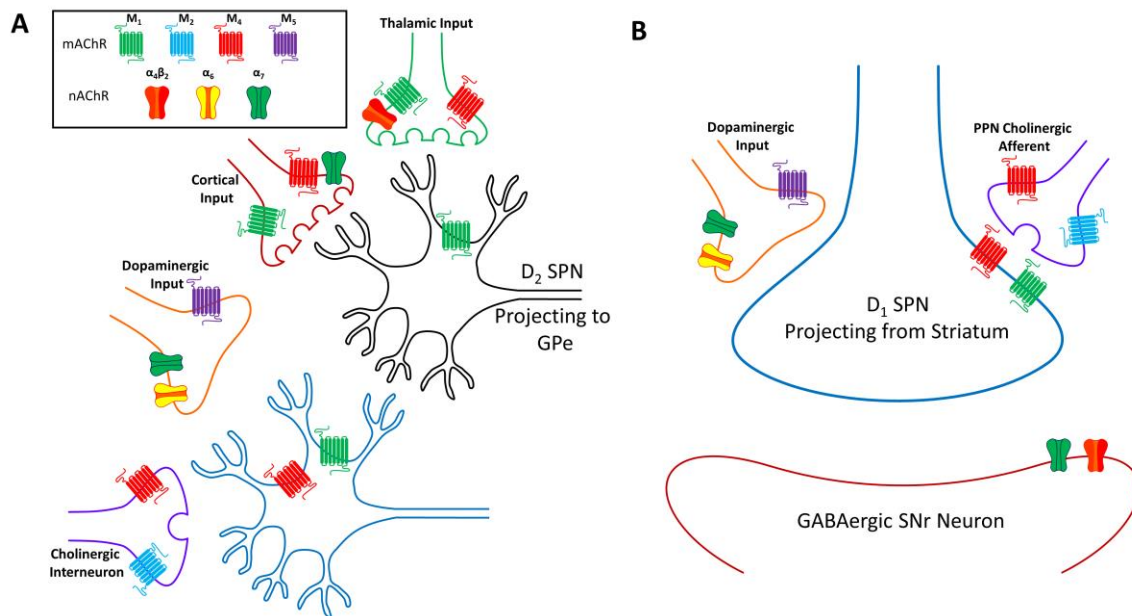 A
M₁ M₂ M₄ M₅
mAChR
α₄β₂ α₆ α₇
nAChR
Thalamic Input
Cortical
Input
Dopaminergic
Input
D₂ SPN
Projecting to
GPe
Cholinergic
Interneuron
B
Dopaminergic
Input
PPN Cholinergic
Afferent
D₁ SPN
Projecting from Striatum
GABAergic SNr Neuron